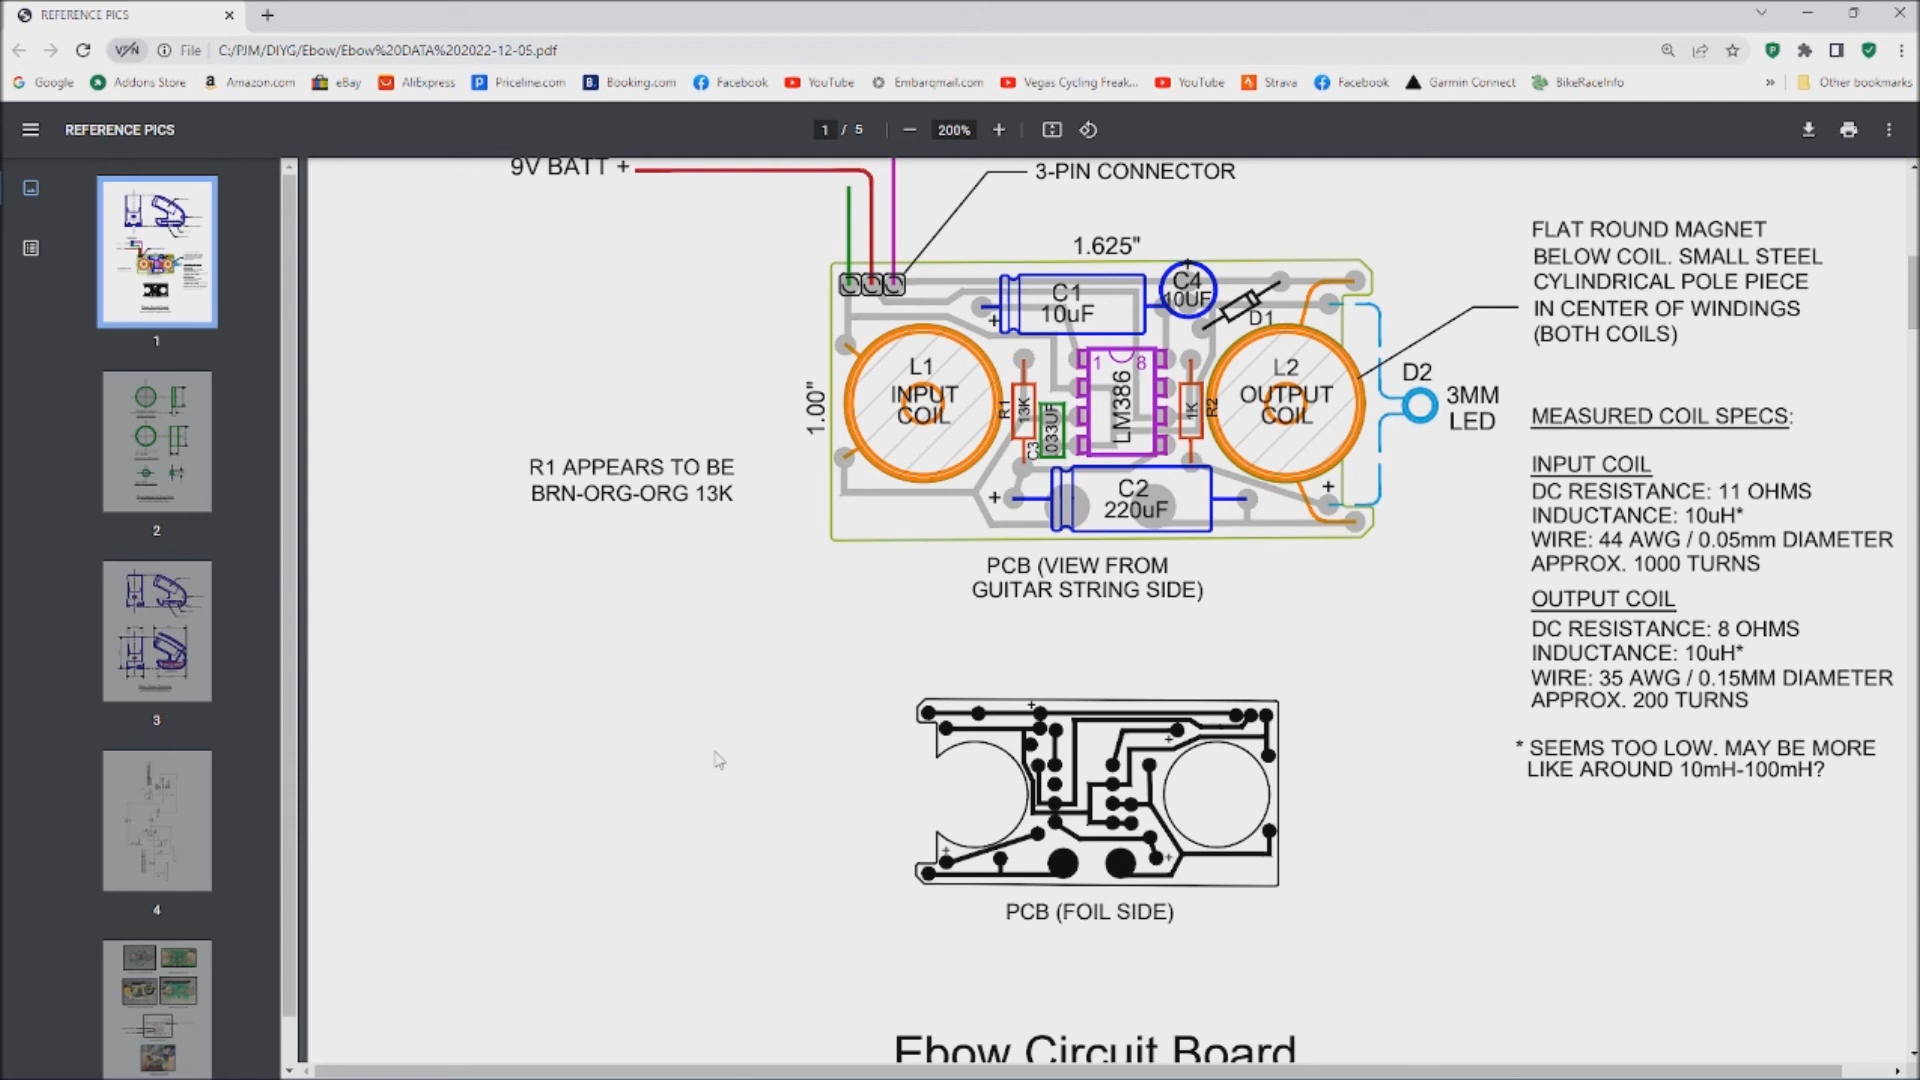 REFERENCE PICS
VPN
File
C:/PJM/DIYG/Ebow/Ebow%20DATA%202022-12-05.pdf
Google
Addons Store
Amazon.com
eBay
AliExpress
Priceline.com
Booking.com
Facebook
YouTube
Embarqmail.com
Vegas Cycling Freak...
YouTube
Strava
Facebook
Garmin Connect
BikeRaceInfo
»
Other bookmarks
REFERENCE PICS
1 / 5
200%
1
2
3
4
9V BATT +
3-PIN CONNECTOR
1.625"
1.00"
C1
10uF
+
+
C4
10UF
D1
L1
INPUT
COIL
R1
13K
C3
.033UF
1
8
LM386
1K
R2
L2
OUTPUT
COIL
D2
3MM
LED
+
C2
220uF
+
R1 APPEARS TO BE
BRN-ORG-ORG 13K
PCB (VIEW FROM
GUITAR STRING SIDE)
FLAT ROUND MAGNET
BELOW COIL. SMALL STEEL
CYLINDRICAL POLE PIECE
IN CENTER OF WINDINGS
(BOTH COILS)
MEASURED COIL SPECS:
INPUT COIL
DC RESISTANCE: 11 OHMS
INDUCTANCE: 10uH*
WIRE: 44 AWG / 0.05mm DIAMETER
APPROX. 1000 TURNS
OUTPUT COIL
DC RESISTANCE: 8 OHMS
INDUCTANCE: 10uH*
WIRE: 35 AWG / 0.15MM DIAMETER
APPROX. 200 TURNS
* SEEMS TOO LOW. MAY BE MORE
LIKE AROUND 10mH-100mH?
+
+
+
+
PCB (FOIL SIDE)
Ebow Circuit Board